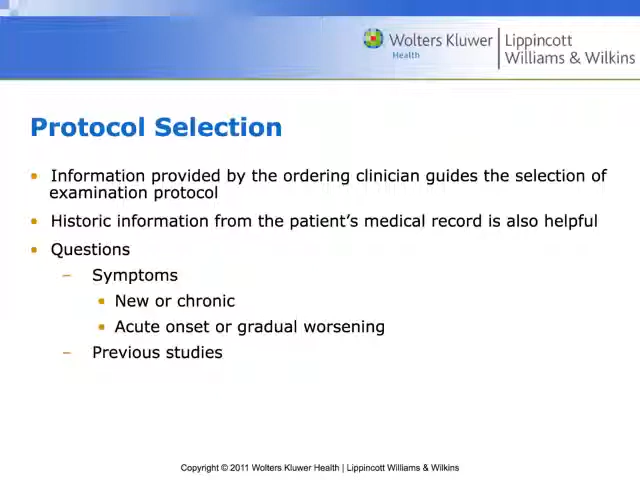 Wolters Kluwer
Health
Lippincott
Williams & Wilkins
Protocol Selection
• Information provided by the ordering clinician guides the selection of
examination protocol
• Historic information from the patient’s medical record is also helpful
• Questions
– Symptoms
• New or chronic
• Acute onset or gradual worsening
– Previous studies
Copyright © 2011 Wolters Kluwer Health | Lippincott Williams & Wilkins